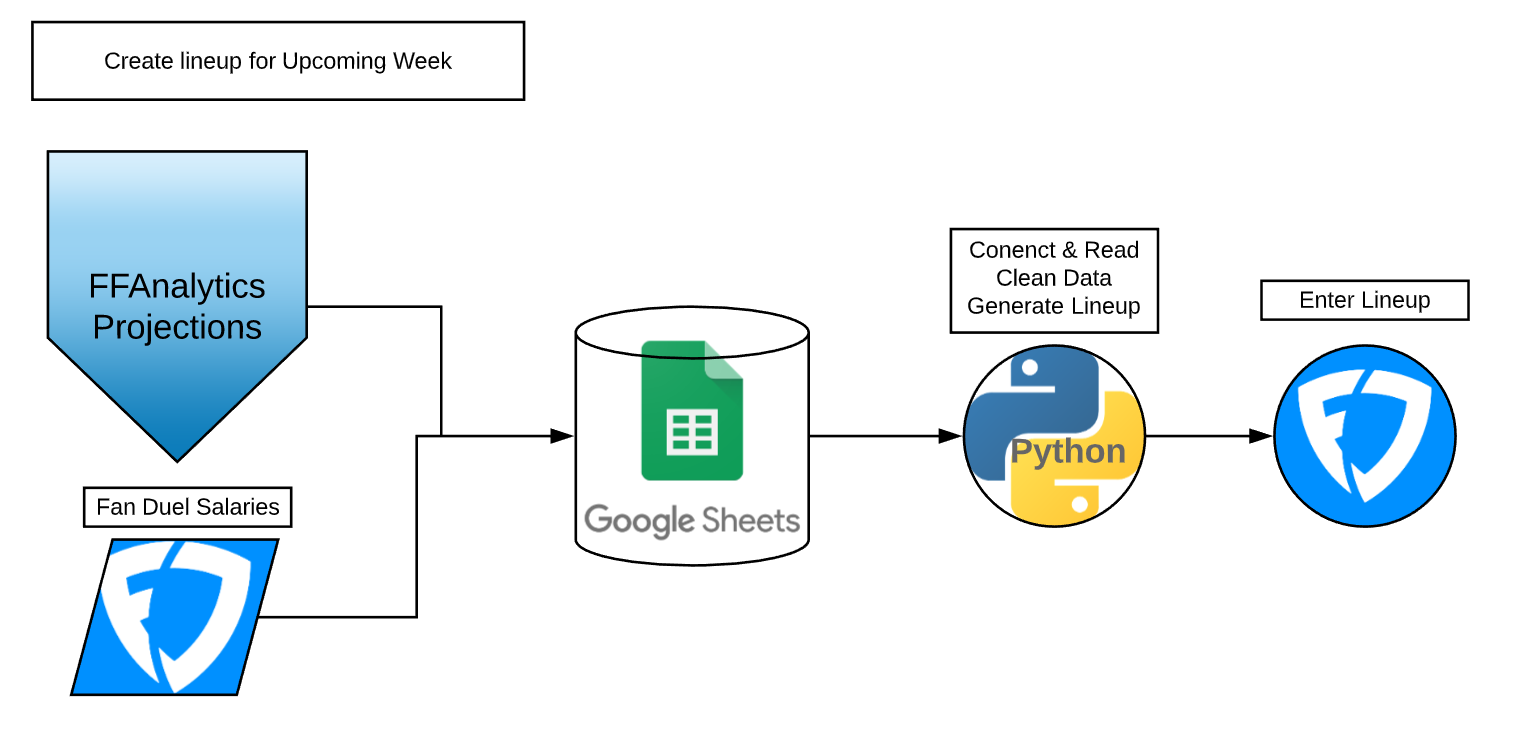 Create lineup for Upcoming Week
FFAnalytics
Projections
Fan Duel Salaries
Google Sheets
Conenct & Read
Clean Data
Generate Lineup
Python
Enter Lineup